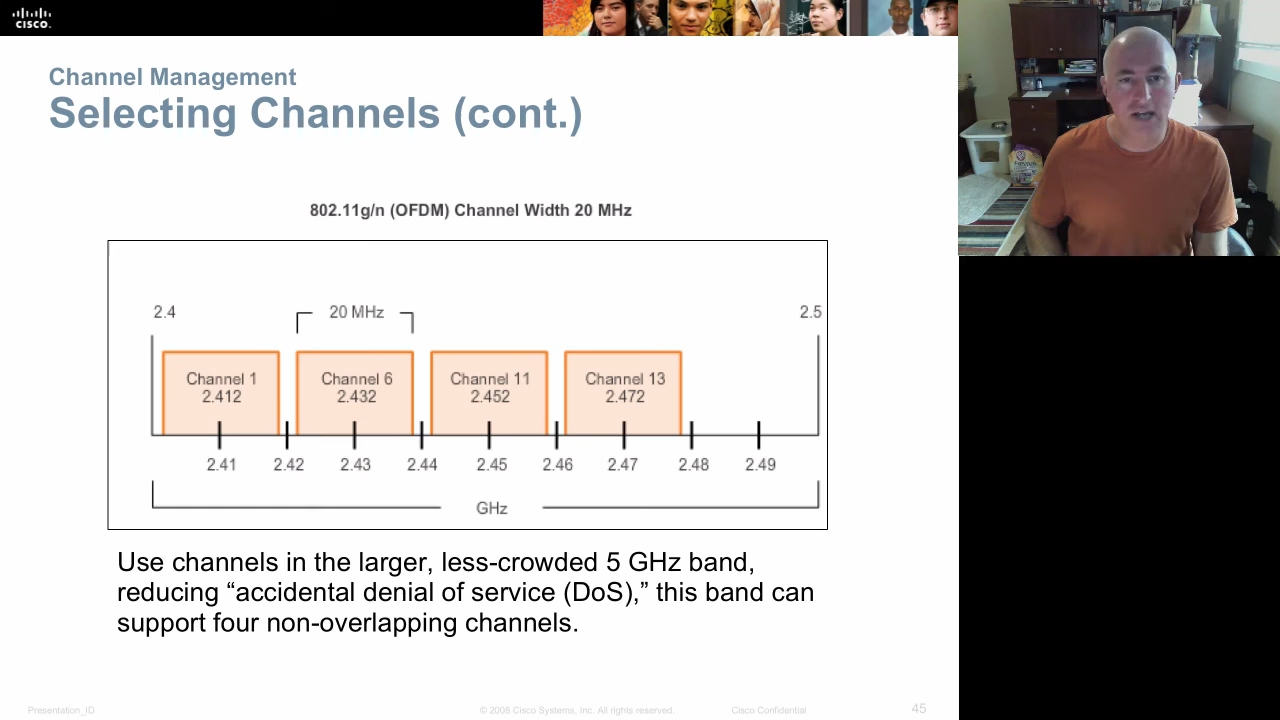 CISCO.
Channel Management
Selecting Channels (cont.)
802.11g/n (OFDM) Channel Width 20 MHz
2.4
20 MHz
2.5
Channel 1
2.412
Channel 6
2.432
Channel 11
2.452
Channel 13
2.472
2.41 2.42 2.43 2.44 2.45 2.46 2.47 2.48 2.49
GHz
Use channels in the larger, less-crowded 5 GHz band,
reducing “accidental denial of service (DoS),” this band can
support four non-overlapping channels.
Presentation_ID
© 2008 Cisco Systems, Inc. All rights reserved.
Cisco Confidential
45